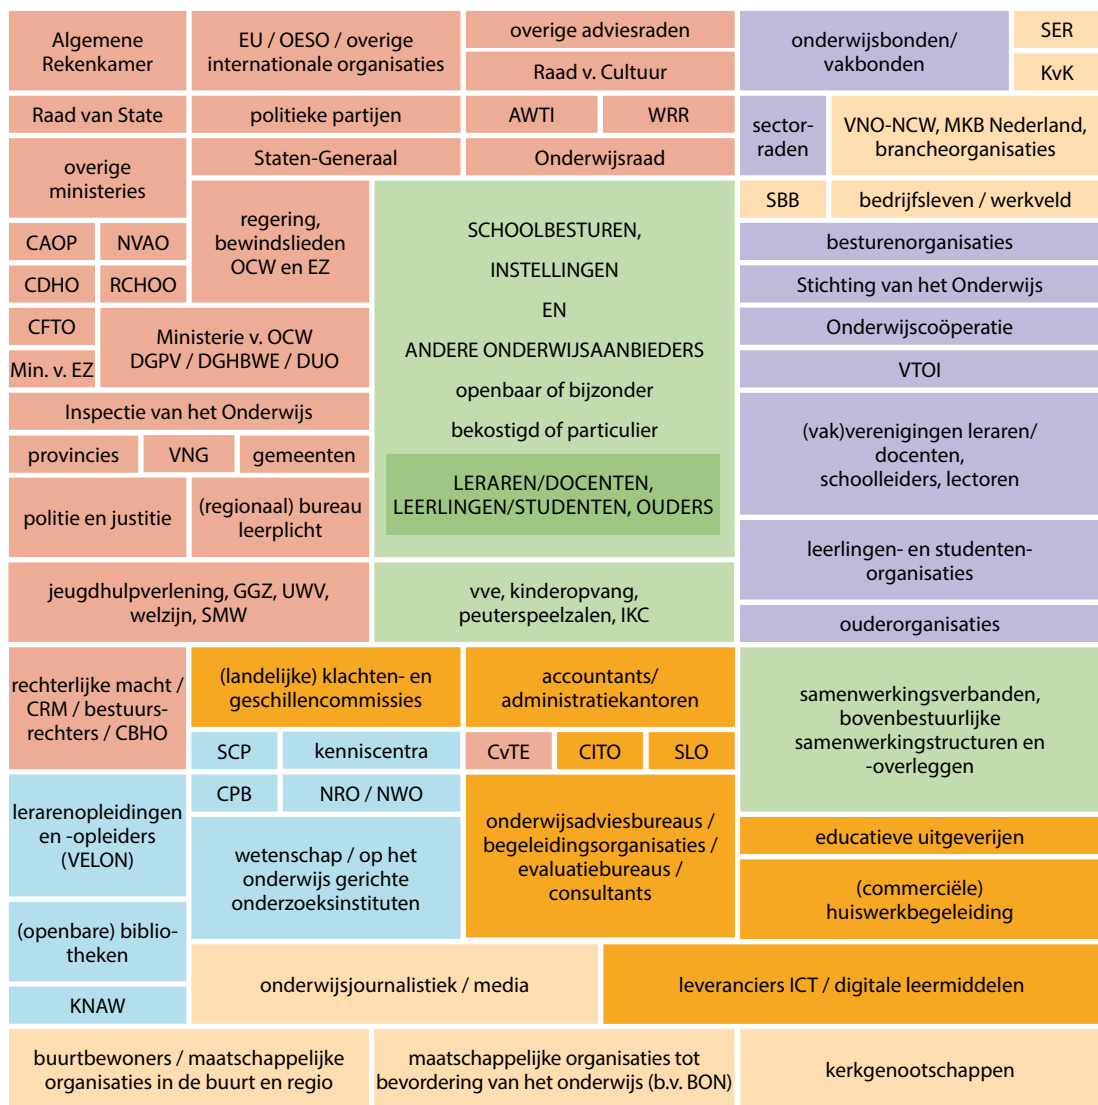 Algemene
Rekenkamer
EU / OESO / overige
internationale organisaties
overige adviesraden
Raad v. Cultuur
onderwijsbonden/
vakbonden
SER
KvK
Raad van State
politieke partijen
AWTI
WRR
sector-
raden
VNO-NCW, MKB Nederland,
brancheorganisaties
overige
ministeries
Staten-Generaal
Onderwijsraad
regering,
bewindslieden
OCW en EZ
SBB
bedrijfsleven / werkveld
CAOP
NVAO
CDHO
RCHOO
CFTO
Min. v. EZ
Ministerie v. OCW
DGPV / DGHBWE / DUO
SCHOOLBESTUREN,
INSTELLINGEN
EN
ANDERE ONDERWIJSAANBIEDERS
openbaar of bijzonder
bekostigd of particulier
LERAREN/DOCENTEN,
LEERLINGEN/STUDENTEN, OUDERS
besturenorganisaties
Stichting van het Onderwijs
Onderwijscoöperatie
VTOI
Inspectie van het Onderwijs
provincies
VNG
gemeenten
(vak)verenigingen leraren/
docenten,
schoolleiders, lectoren
politie en justitie
(regionaal) bureau
leerplicht
leerlingen- en studenten-
organisaties
jeugdhulpverlening, GGZ, UWV,
welzijn, SMW
vve, kinderopvang,
peuterspeelzalen, IKC
ouderorganisaties
rechterlijke macht /
CRM / bestuurs-
rechters / CBHO
(landelijke) klachten- en
geschillencommissies
accountants/
administratiekantoren
samenwerkingsverbanden,
bovenbestuurlijke
samenwerkingstructuren en
-overleggen
SCP
kenniscentra
CvTE
CITO
SLO
CPB
NRO / NWO
lerarenopleidingen
en -opleiders
(VELON)
wetenschap / op het
onderwijs gerichte
onderzoeksinstituten
onderwijsadviesbureaus /
begeleidingsorganisaties /
evaluatiebureaus /
consultants
educatieve uitgeverijen
(commerciële)
huiswerkbegeleiding
(openbare) biblio-
theken
KNAW
onderwijsjournalistiek / media
leveranciers ICT / digitale leermiddelen
buurtbewoners / maatschappelijke
organisaties in de buurt en regio
maatschappelijke organisaties tot
bevordering van het onderwijs (b.v. BON)
kerkgenootschappen